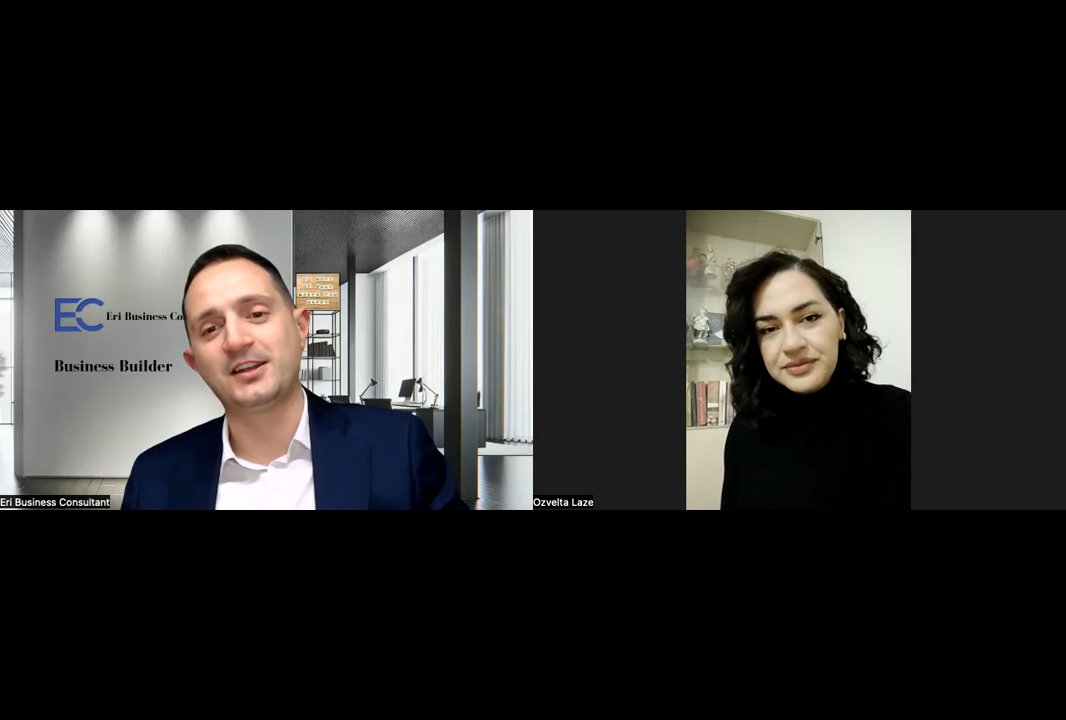 EC
Eri Business Co
Business Builder
Eri Business Consultant
Ozvelta Laze